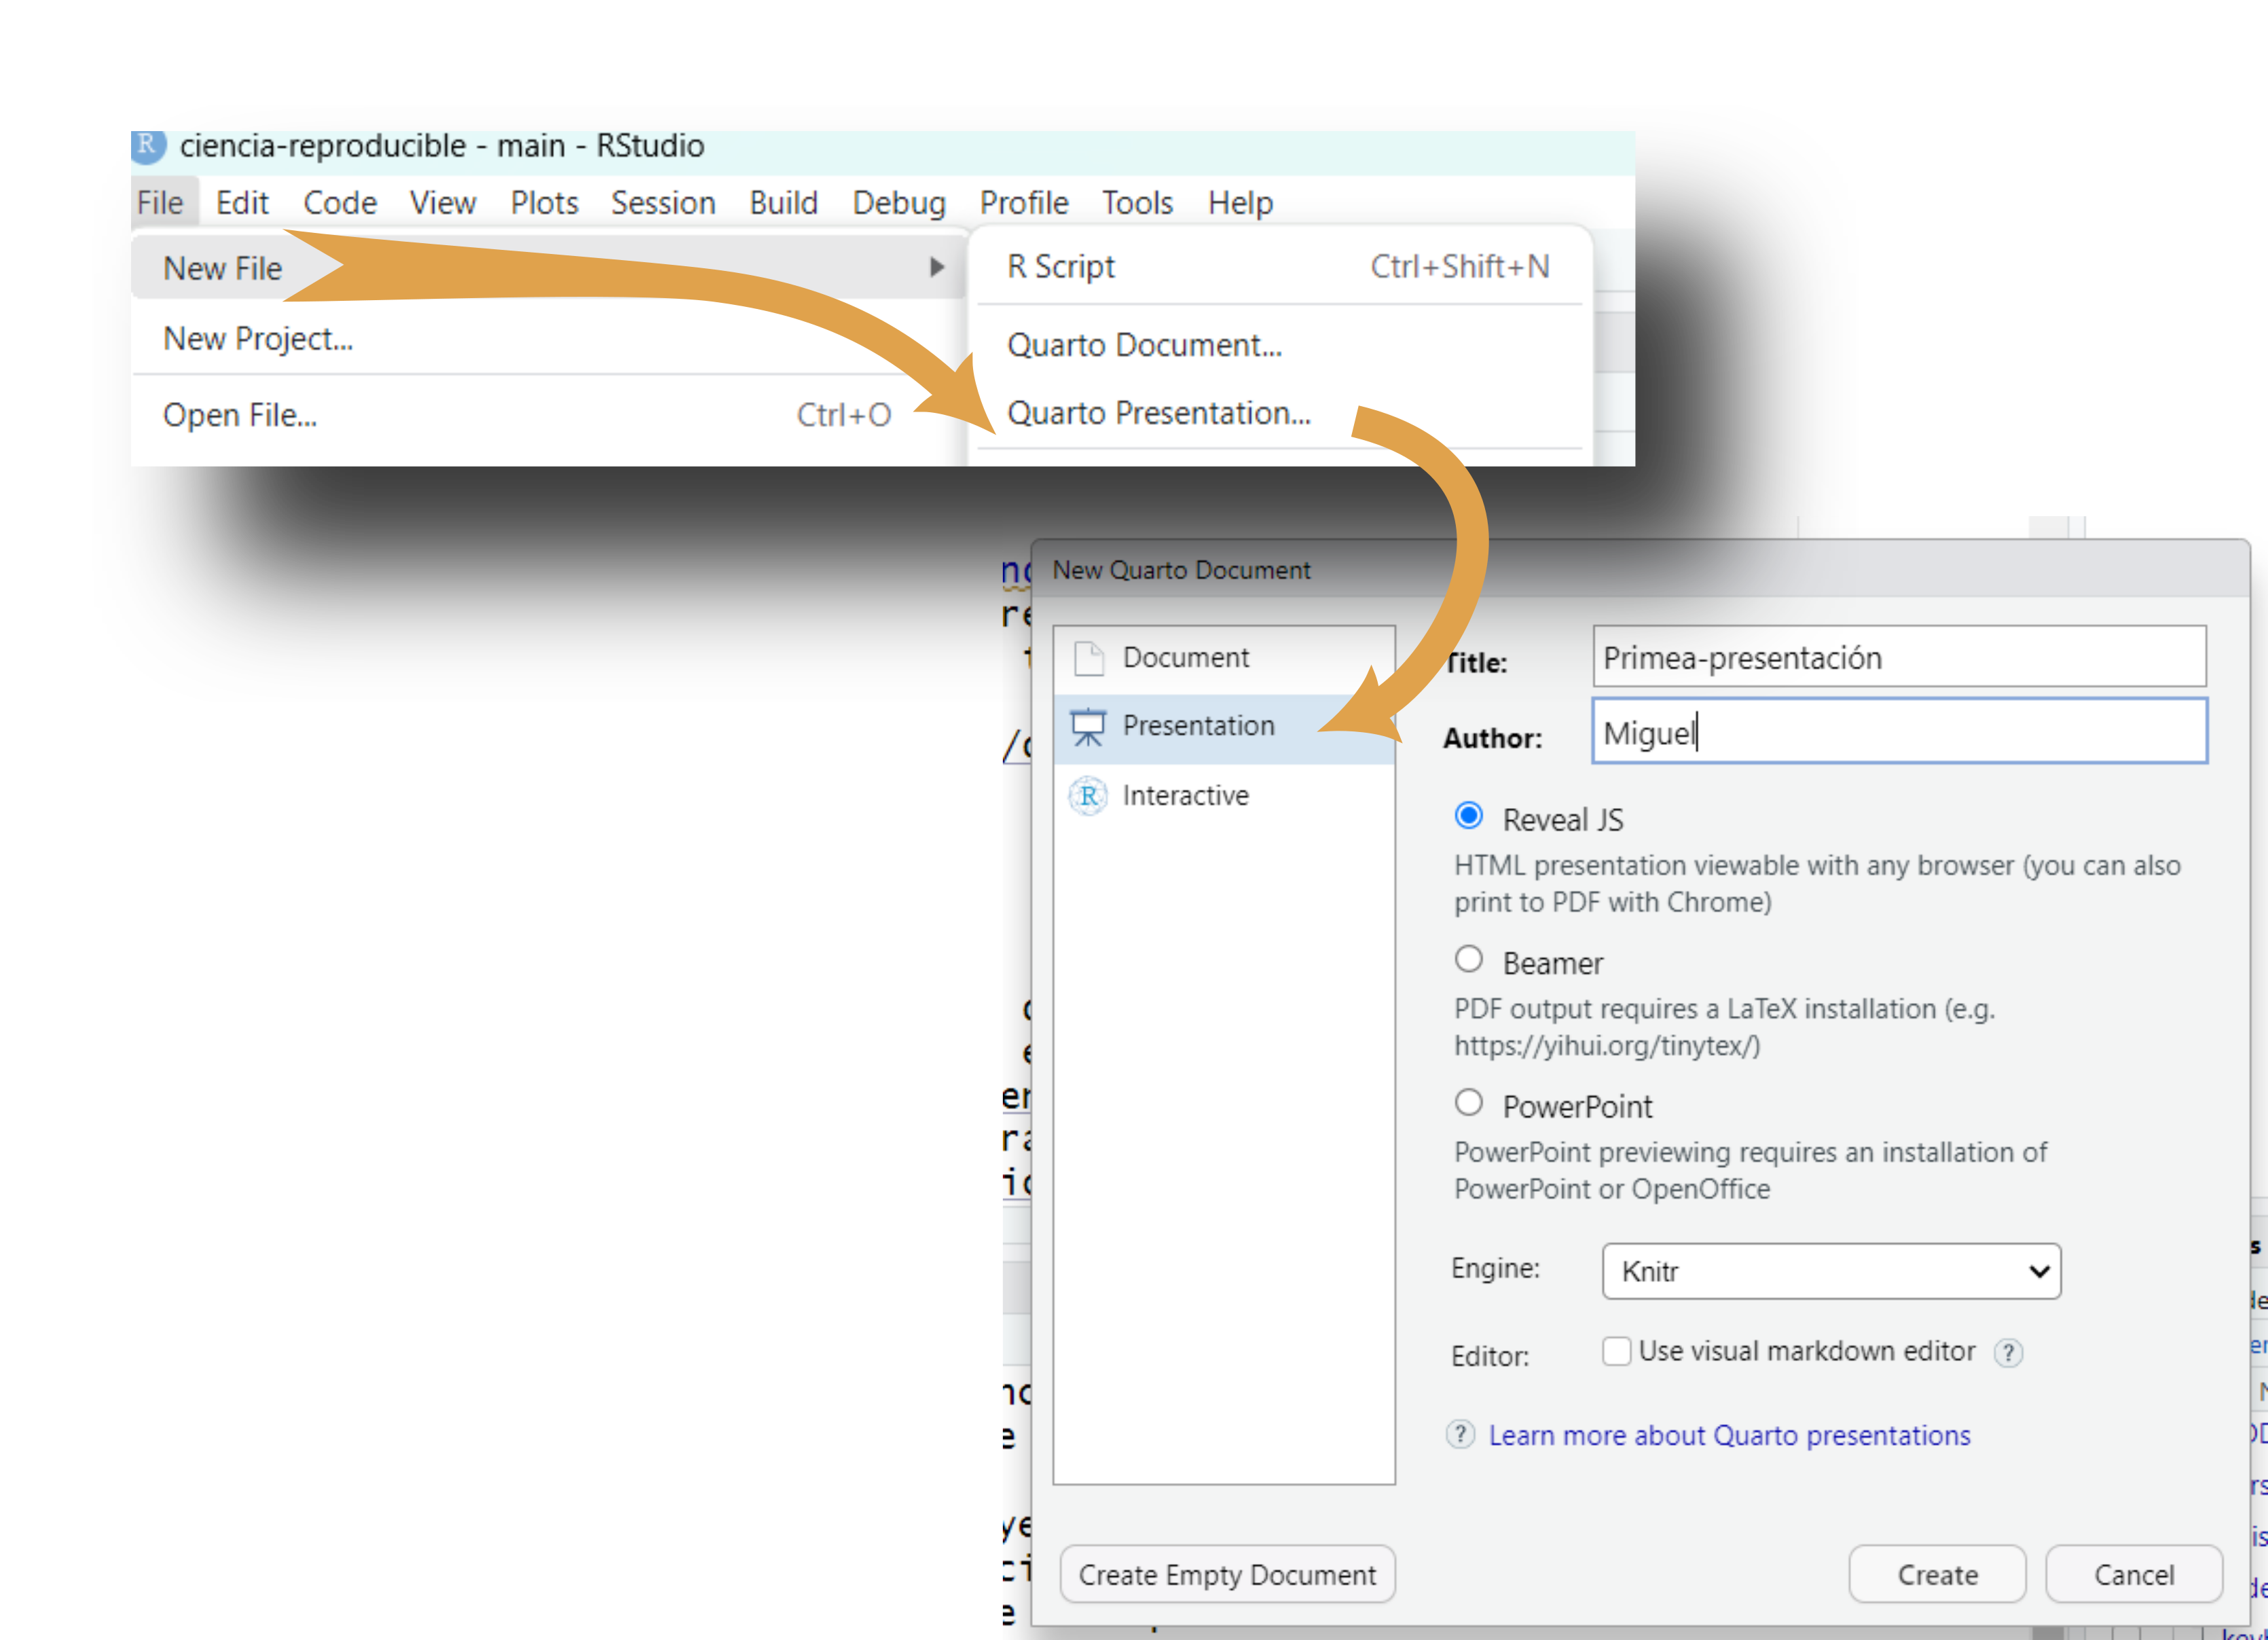 R ciencia-reproducible - main - RStudio
File Edit Code View Plots Session Build Debug Profile Tools Help
New File
New Project...
Open File... Ctrl+O
R Script Ctrl+Shift+N
Quarto Document...
Quarto Presentation...
New Quarto Document
Document
Presentation
R Interactive
Title: Primea-presentación
Author: Miguel
Reveal JS
HTML presentation viewable with any browser (you can also
print to PDF with Chrome)
Beamer
PDF output requires a LaTeX installation (e.g.
https://yihui.org/tinytex/)
PowerPoint
PowerPoint previewing requires an installation of
PowerPoint or OpenOffice
Engine: Knitr
Editor: Use visual markdown editor ?
? Learn more about Quarto presentations
Create Empty Document Create Cancel